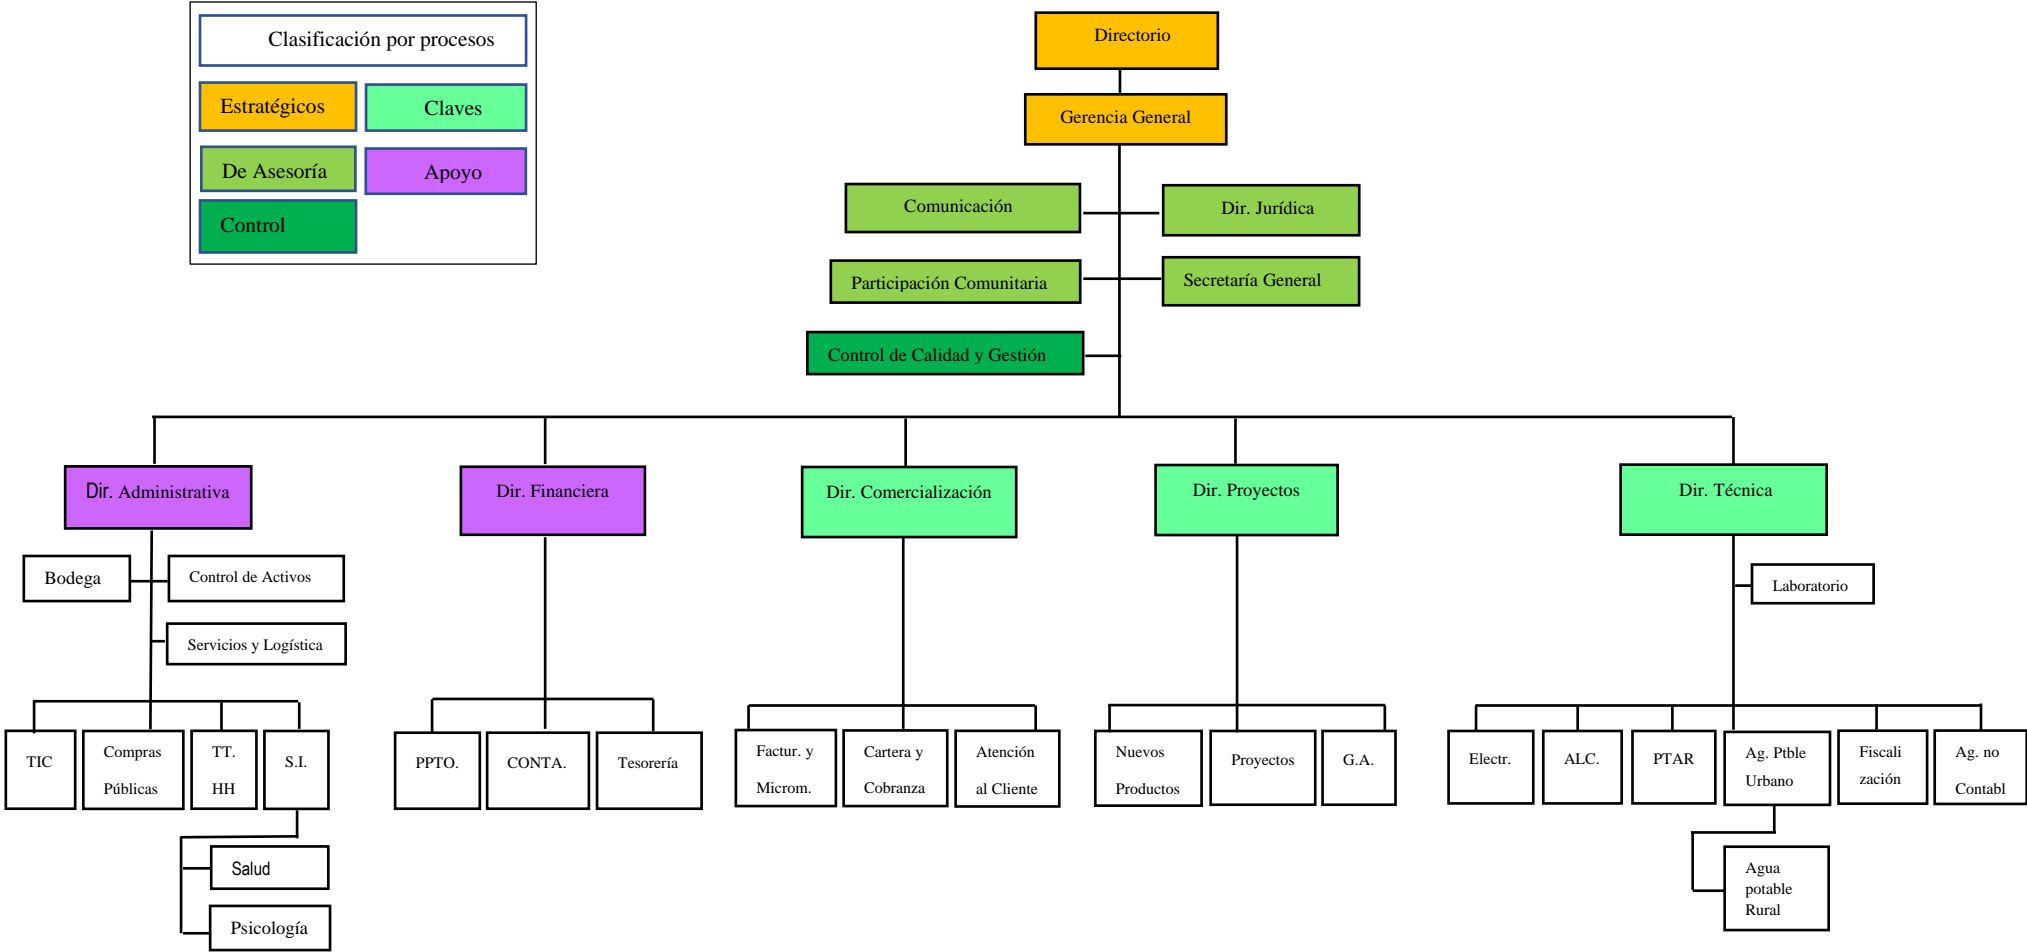 Clasificación por procesos
Estratégicos
Claves
De Asesoría
Apoyo
Control
Directorio
Gerencia General
Comunicación
Dir. Jurídica
Participación Comunitaria
Secretaría General
Control de Calidad y Gestión
Dir. Administrativa
Dir. Financiera
Dir. Comercialización
Dir. Proyectos
Dir. Técnica
Bodega
Control de Activos
Servicios y Logística
Laboratorio
TIC
Compras
Públicas
TT.
HH
S.I.
PPTO.
CONTA.
Tesorería
Factur. y
Microm.
Cartera y
Cobranza
Atención
al Cliente
Nuevos
Productos
Proyectos
G.A.
Electr.
ALC.
PTAR
Ag. Ptble
Urbano
Fiscali
zación
Ag. no
Contabl
Salud
Psicología
Agua
potable
Rural